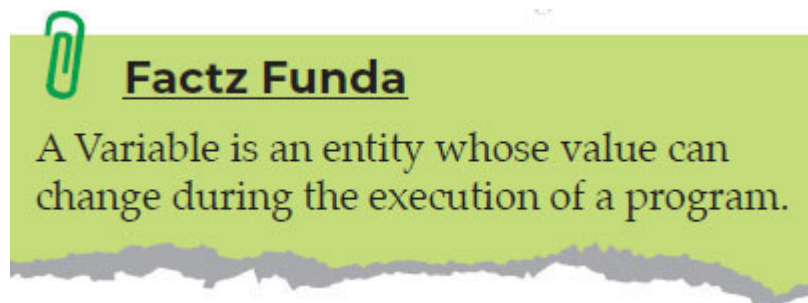 Factz Funda
A Variable is an entity whose value can
change during the execution of a program.